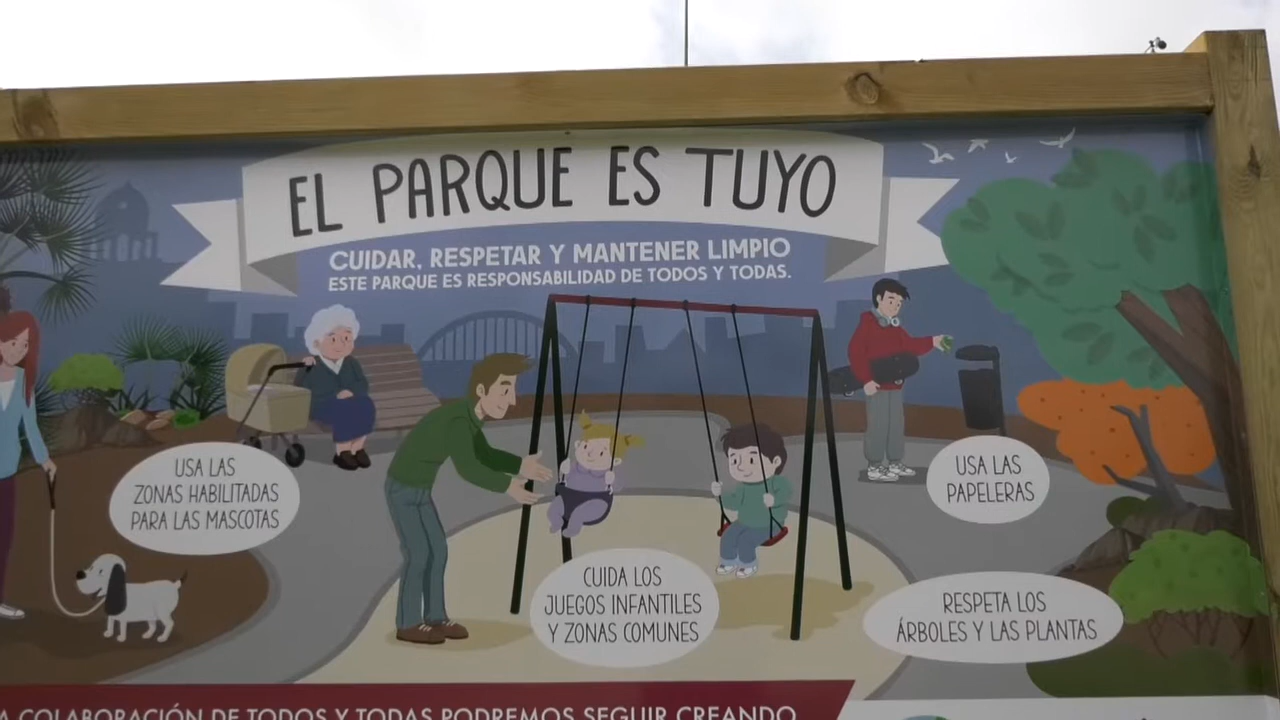 EL PARQUE ES TUYO
CUIDAR, RESPETAR Y MANTENER LIMPIO
ESTE PARQUE ES RESPONSABILIDAD DE TODOS Y TODAS.
USA LAS
ZONAS HABILITADAS
PARA LAS MASCOTAS
USA LAS
PAPELERAS
CUIDA LOS
JUEGOS INFANTILES
Y ZONAS COMUNES
RESPETA LOS
ÁRBOLES Y LAS PLANTAS
A COLABORACIÓN DE TODOS Y TODAS PODREMOS SEGUIR CREANDO